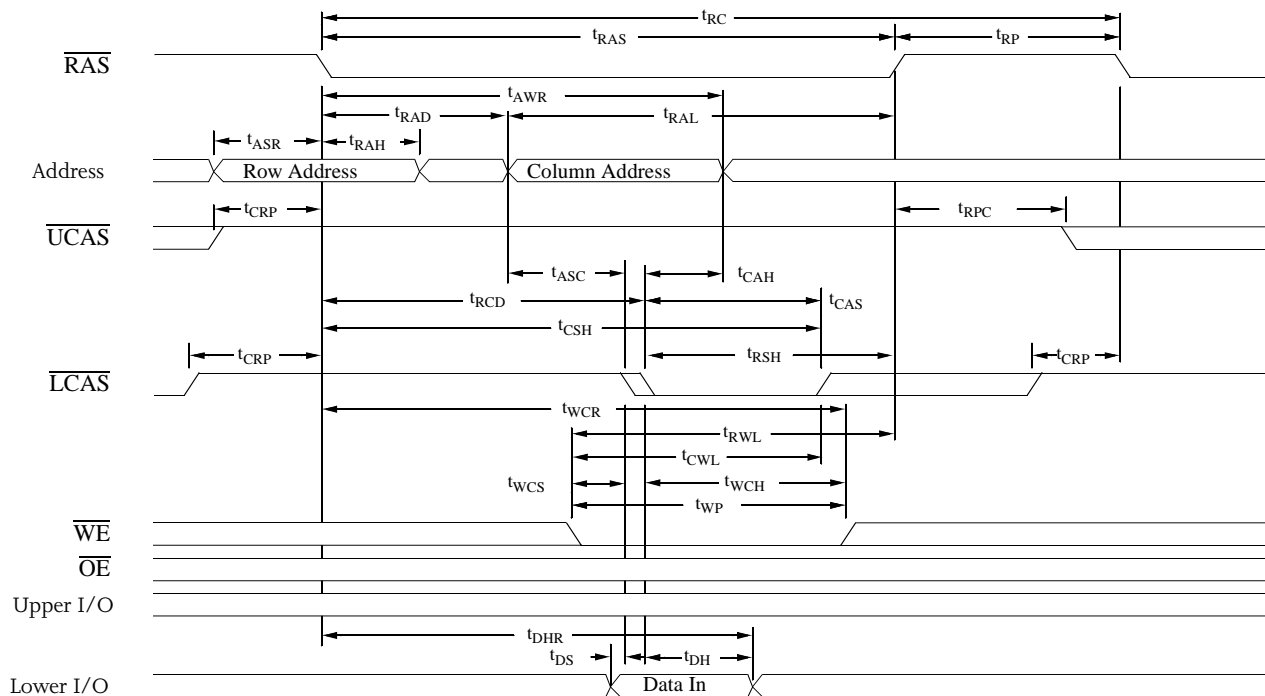 tRC
tRAS tRP
RAS
tAWR
tRAD tRAL
tASR tRAH
Address Row Address Column Address
tCRP tRPC
UCAS
tASC tCAH
tRCD tCAS
tCSH
tCRP tRSH tCRP
LCAS
tWCR
tRWL
tCWL
tWCS tWCH
tWP
WE
OE
Upper I/O
tDHR
tDS tDH
Lower I/O Data In